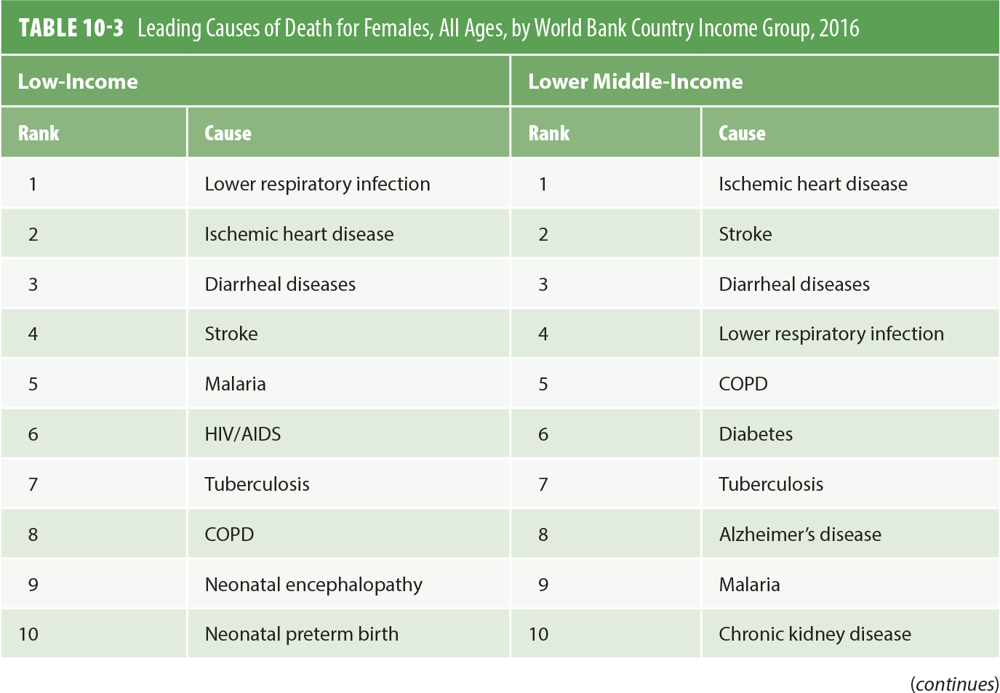 TABLE 10-3 Leading Causes of Death for Females, All Ages, by World Bank Country Income Group, 2016
Low-Income Lower Middle-Income
Rank Cause Rank Cause
1 Lower respiratory infection 1 Ischemic heart disease
2 Ischemic heart disease 2 Stroke
3 Diarrheal diseases 3 Diarrheal diseases
4 Stroke 4 Lower respiratory infection
5 Malaria 5 COPD
6 HIV/AIDS 6 Diabetes
7 Tuberculosis 7 Tuberculosis
8 COPD 8 Alzheimer’s disease
9 Neonatal encephalopathy 9 Malaria
10 Neonatal preterm birth 10 Chronic kidney disease
(continues)